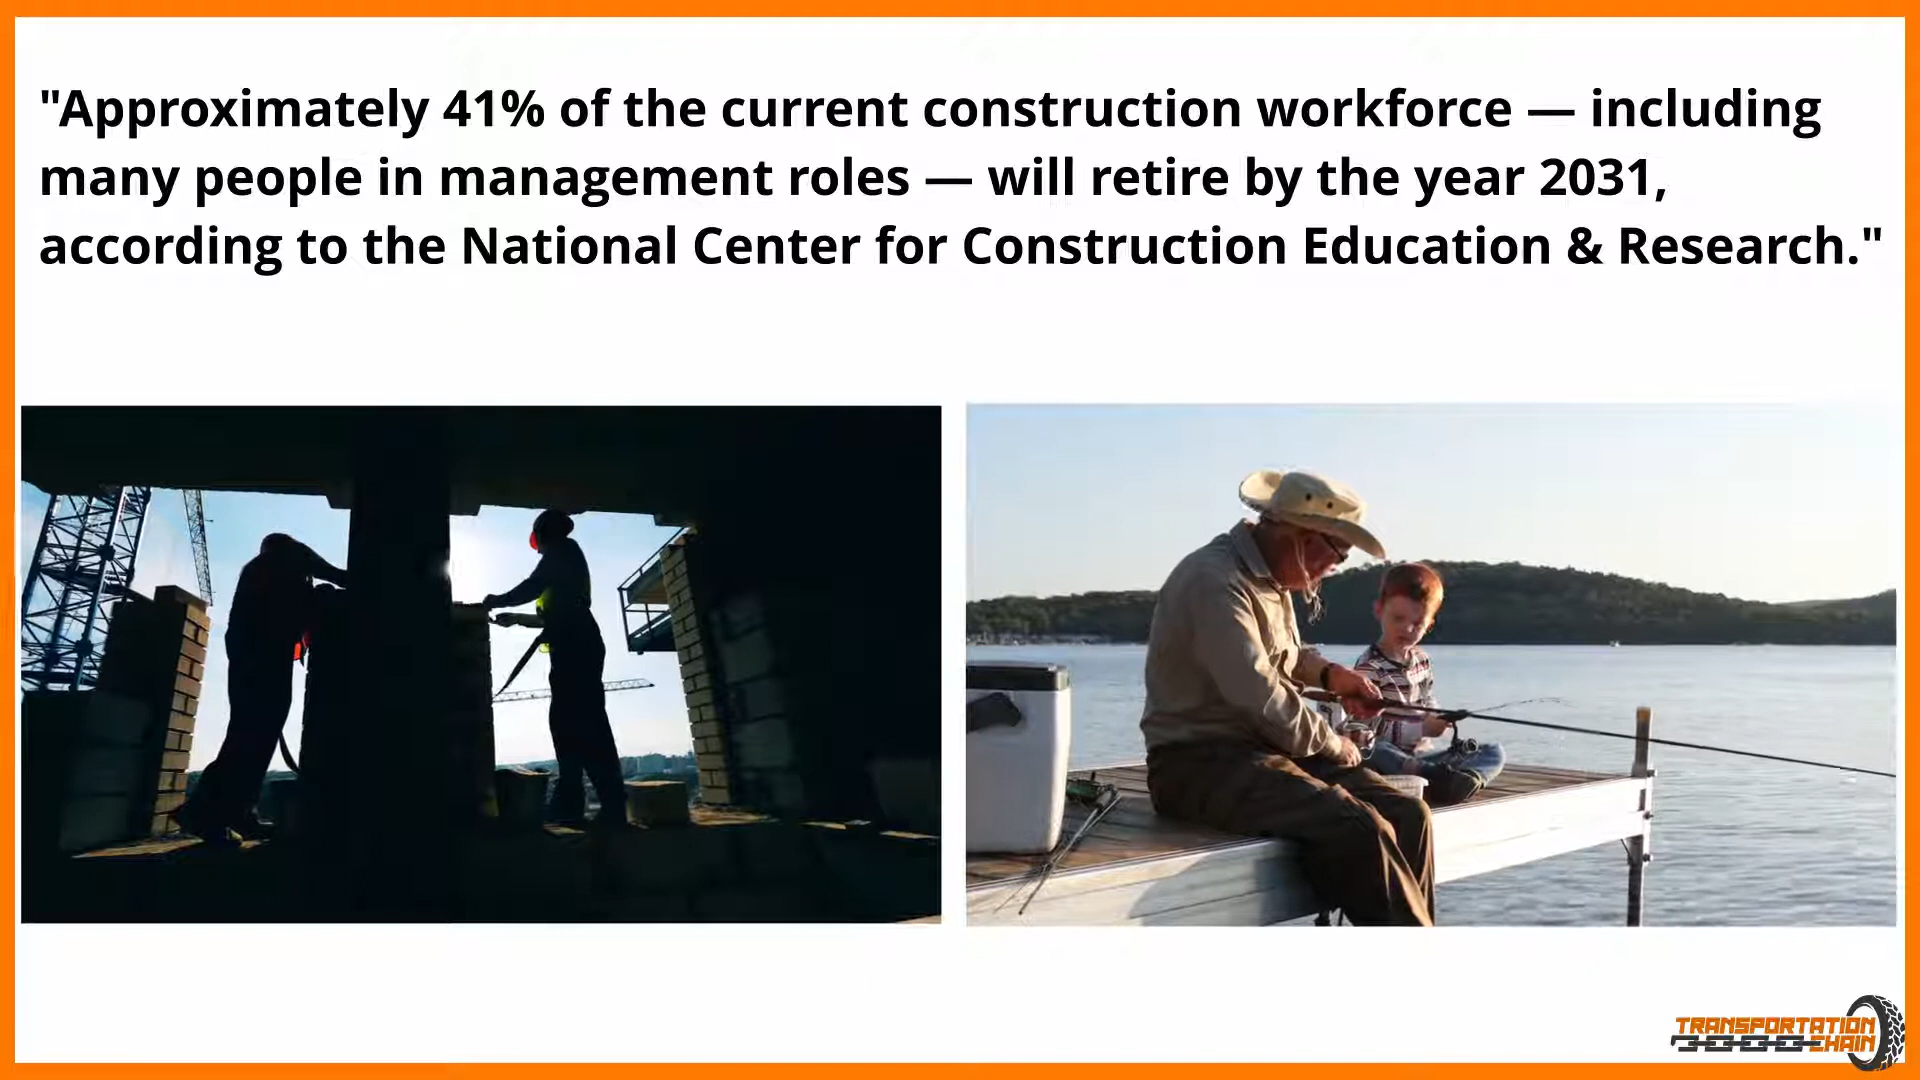 "Approximately 41% of the current construction workforce — including
many people in management roles — will retire by the year 2031,
according to the National Center for Construction Education & Research."
TRANSPORTATION
CHAIN